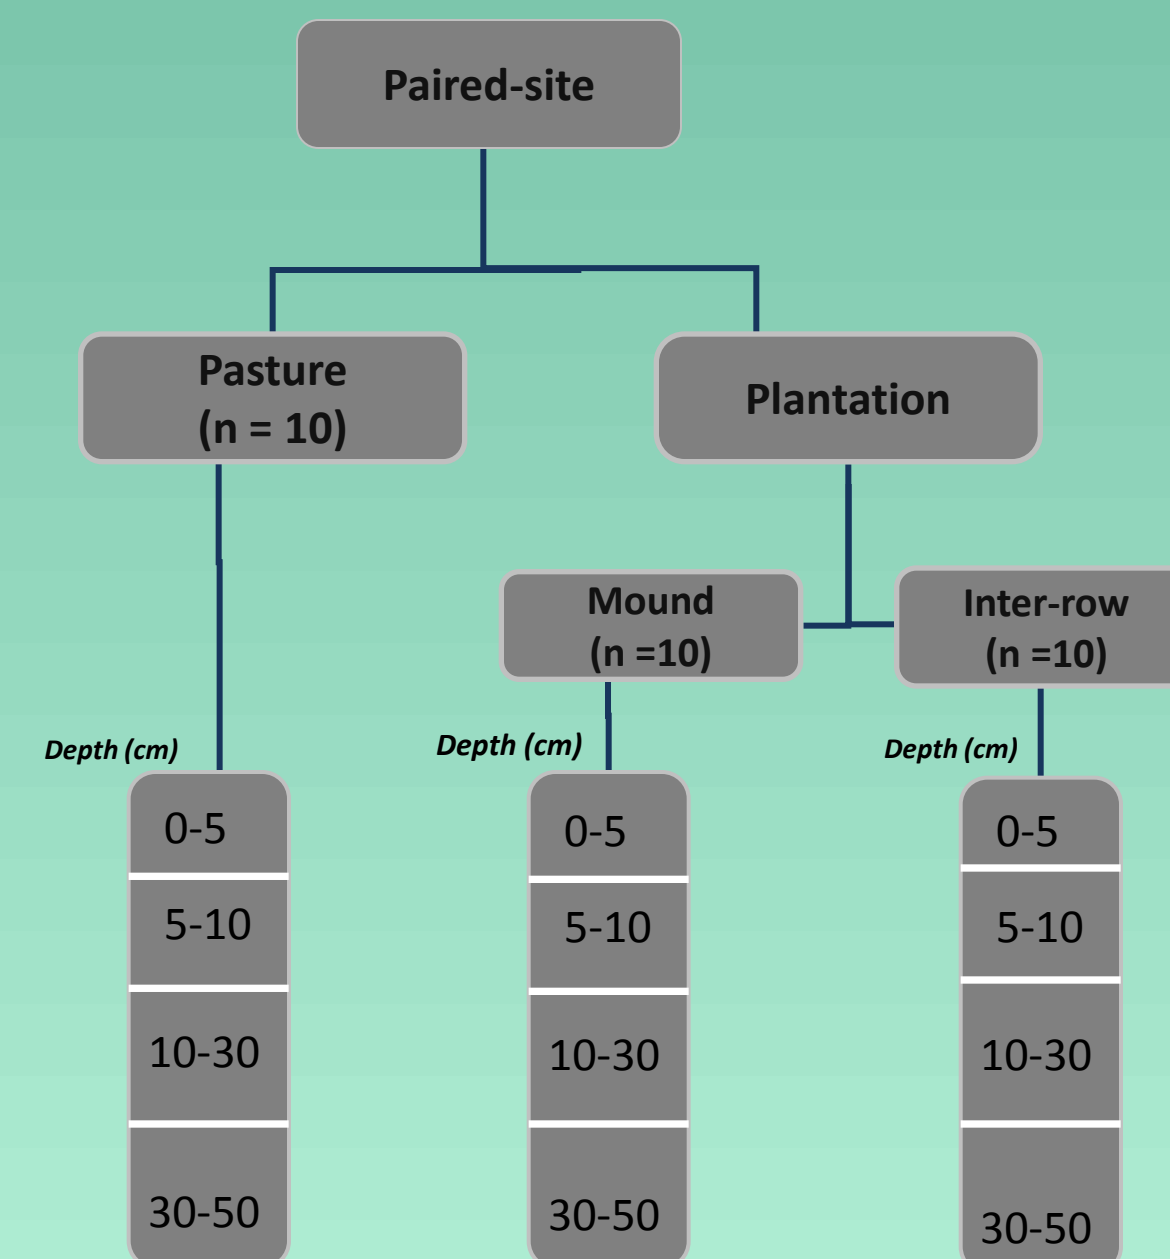 Paired-site
Pasture
(n = 10)
Plantation
Mound
(n =10)
Inter-row
(n =10)
Depth (cm)
0-5
5-10
10-30
30-50
Depth (cm)
0-5
5-10
10-30
30-50
Depth (cm)
0-5
5-10
10-30
30-50